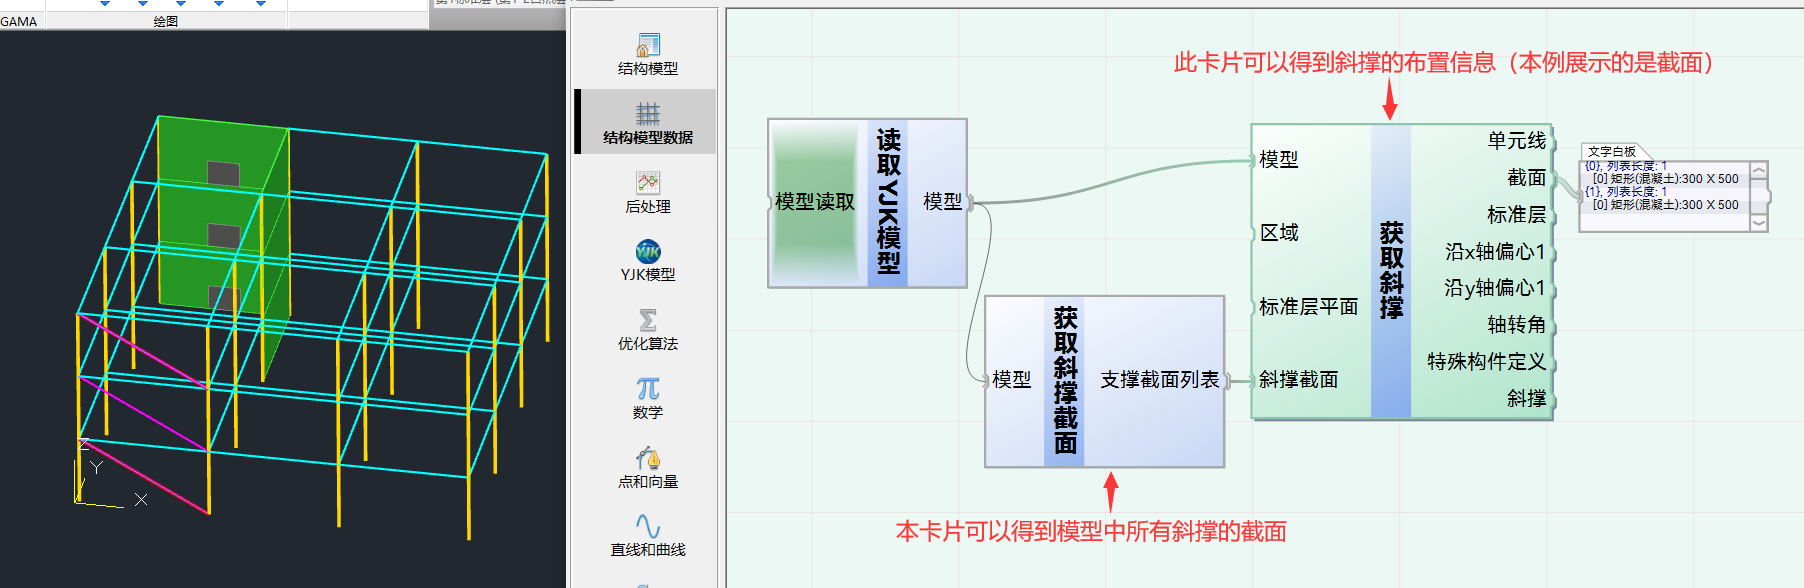 GAMA
绘图
结构模型
结构模型数据
后处理
YJK模型
优化算法
数学
点和向量
直线和曲线
Y
X
此卡片可以得到斜撑的布置信息（本例展示的是截面）
模型读取
读取YJK模型
模型
模型
获取斜撑截面
支撑截面列表
模型
区域
标准层平面
斜撑截面
获取斜撑
单元线
截面
标准层
沿x轴偏心1
沿y轴偏心1
轴转角
特殊构件定义
斜撑
文字白板
{0}, 列表长度: 1
[0] 矩形(混凝土):300 X 500
{1}, 列表长度: 1
[0] 矩形(混凝土):300 X 500
本卡片可以得到模型中所有斜撑的截面